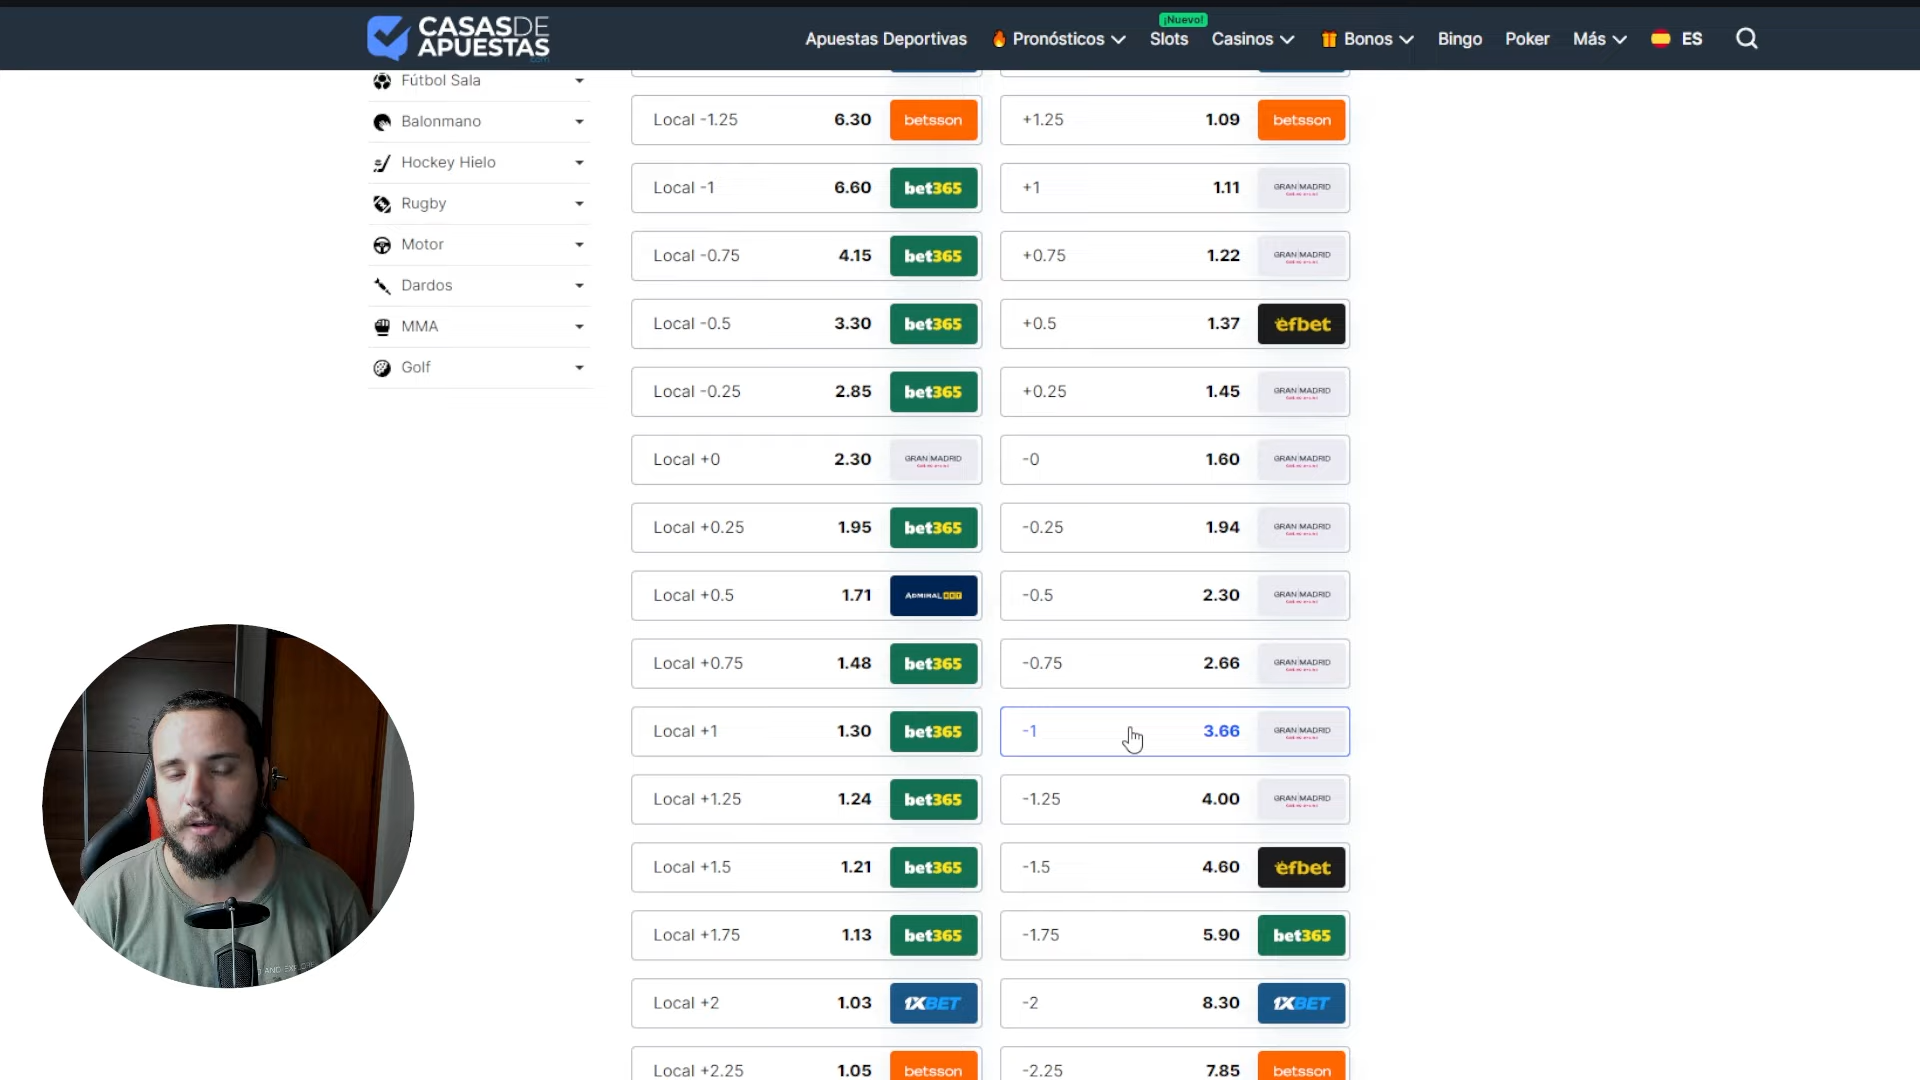 CASASDE
APUESTAS
.com
Apuestas Deportivas
Pronósticos
¡Nuevo!
Slots
Casinos
Bonos
Bingo
Poker
Más
ES
Fútbol Sala
Balonmano
Hockey Hielo
Rugby
Motor
Dardos
MMA
Golf
Local -1.25 6.30 betsson +1.25 1.09 betsson
Local -1 6.60 bet365 +1 1.11 GRAN MADRID
Local -0.75 4.15 bet365 +0.75 1.22 GRAN MADRID
Local -0.5 3.30 bet365 +0.5 1.37 efbet
Local -0.25 2.85 bet365 +0.25 1.45 GRAN MADRID
Local +0 2.30 GRAN MADRID -0 1.60 GRAN MADRID
Local +0.25 1.95 bet365 -0.25 1.94 GRAN MADRID
Local +0.5 1.71 ADMIRALBET -0.5 2.30 GRAN MADRID
Local +0.75 1.48 bet365 -0.75 2.66 GRAN MADRID
Local +1 1.30 bet365 -1 3.66 GRAN MADRID
Local +1.25 1.24 bet365 -1.25 4.00 GRAN MADRID
Local +1.5 1.21 bet365 -1.5 4.60 efbet
Local +1.75 1.13 bet365 -1.75 5.90 bet365
Local +2 1.03 1XBET -2 8.30 1XBET
Local +2.25 1.05 betsson -2.25 7.85 betsson